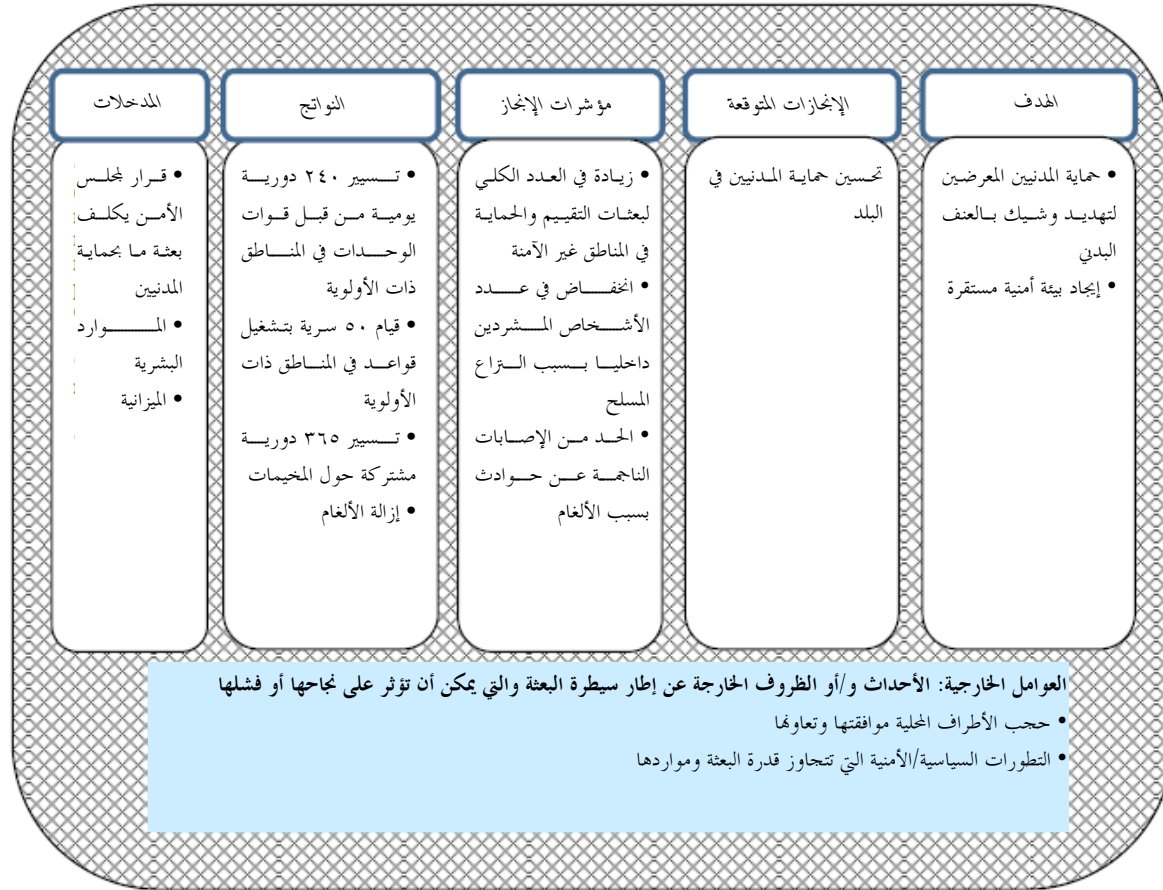 الهدف
• حماية المدنيين المعرضين
لتهديد وشيك بالعنف
البدني
• إيجاد بيئة أمنية مستقرة
الإنجازات المتوقعة
تحسين حماية المدنيين في
البلد
مؤشرات الإنجاز
• زيادة في العدد الكلي
لبعثات التقييم والحماية
في المناطق غير الآمنة
• انخفاض في عدد
الأشخاص المشردين
داخليا بسبب النزاع
المسلح
• الحد من الإصابات
الناجمة عن حوادث
بسبب الألغام
النواتج
• تسيير ٢٤٠ دورية
يومية من قبل قوات
الوحدات في المناطق
ذات الأولوية
• قيام ٥٠ سرية بتشغيل
قواعد في المناطق ذات
الأولوية
• تسيير ٣٦٥ دورية
مشتركة حول المخيمات
• إزالة الألغام
المدخلات
• قرار لمجلس
الأمن يكلف
بعثة ما بحماية
المدنيين
• الموارد
البشرية
• الميزانية
العوامل الخارجية: الأحداث و/أو الظروف الخارجة عن إطار سيطرة البعثة والتي يمكن أن تؤثر على نجاحها أو فشلها
• حجب الأطراف المحلية موافقتها وتعاونها
• التطورات السياسية/الأمنية التي تتجاوز قدرة البعثة ومواردها